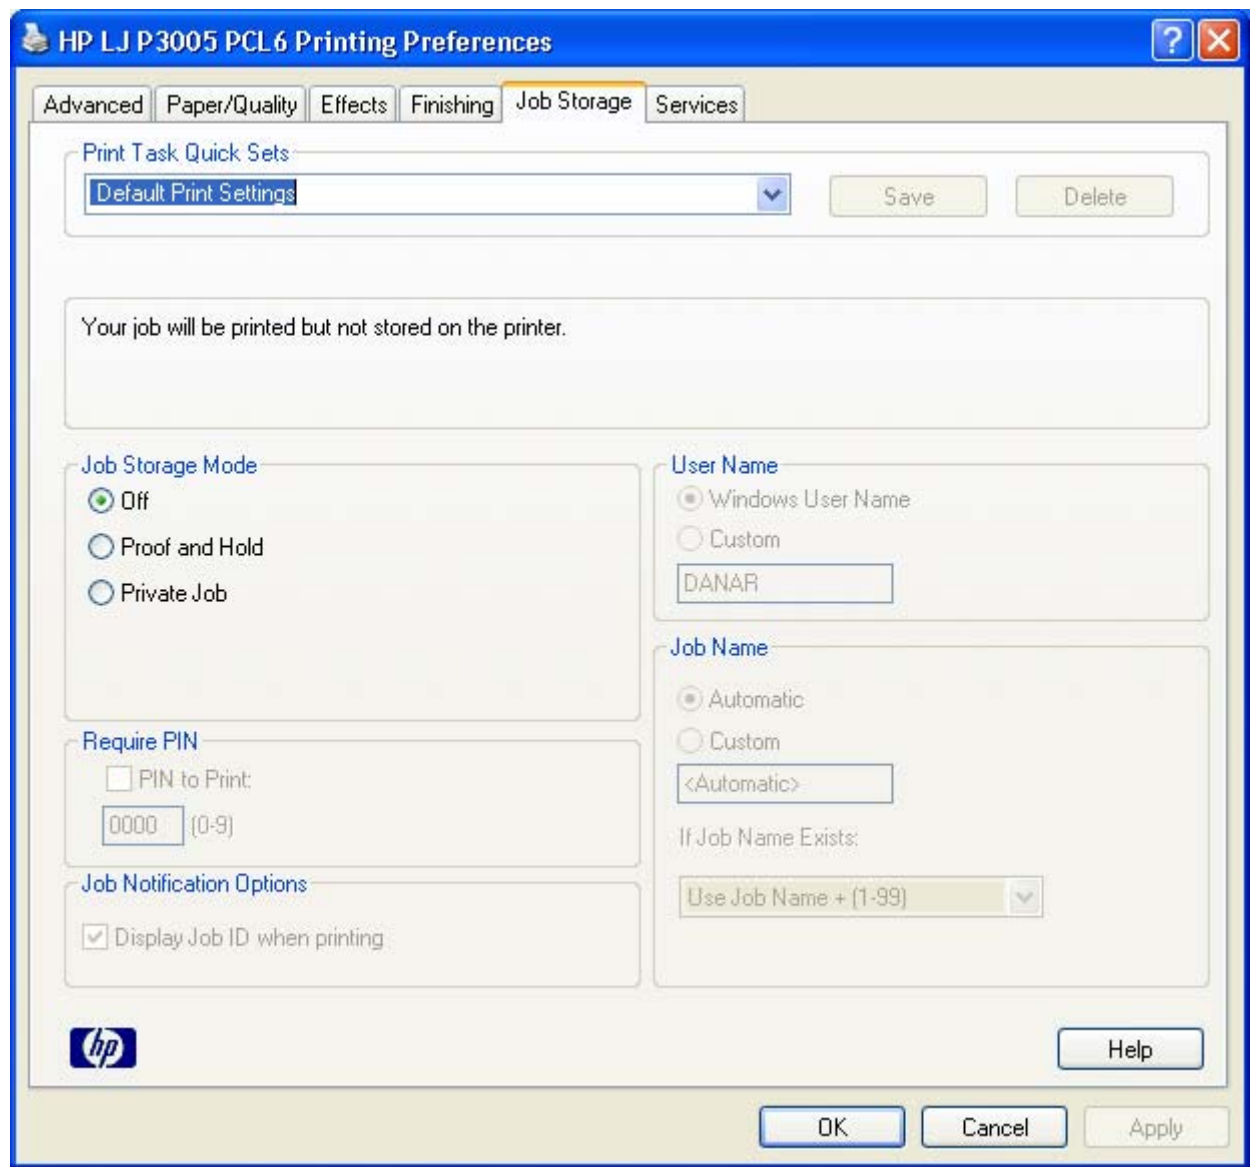 HP LJ P3005 PCL6 Printing Preferences
?
Advanced Paper/Quality Effects Finishing Job Storage Services
Print Task Quick Sets
Default Print Settings Save Delete
Your job will be printed but not stored on the printer.
Job Storage Mode
Off
Proof and Hold
Private Job
User Name
Windows User Name
Custom
DANAR
Require PIN
PIN to Print:
0000 (0-9)
Job Notification Options
Display Job ID when printing
Job Name
Automatic
Custom
<Automatic>
If Job Name Exists:
Use Job Name + (1-99)
hp
Help
OK Cancel Apply